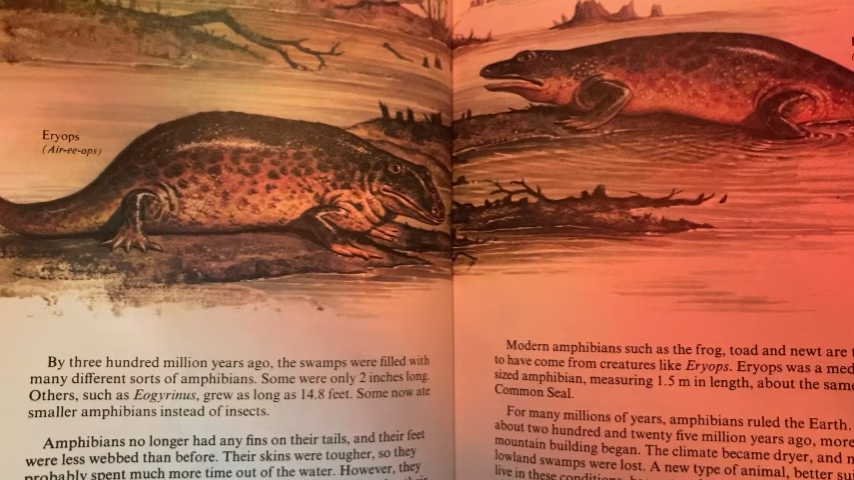 Eryops
(Air-ee-ops)
By three hundred million years ago, the swamps were filled with
many different sorts of amphibians. Some were only 2 inches long.
Others, such as Eogyrinus, grew as long as 14.8 feet. Some now ate
smaller amphibians instead of insects.
Amphibians no longer had any fins on their tails, and their feet
were less webbed than before. Their skins were tougher, so they
probably spent much more time out of the water. However, they
Modern amphibians such as the frog, toad and newt are
to have come from creatures like Eryops. Eryops was a med
sized amphibian, measuring 1.5 m in length, about the same
Common Seal.
For many millions of years, amphibians ruled the Earth.
about two hundred and twenty five million years ago, more
mountain building began. The climate became dryer, and
lowland swamps were lost. A new type of animal, better
live in these conditions,